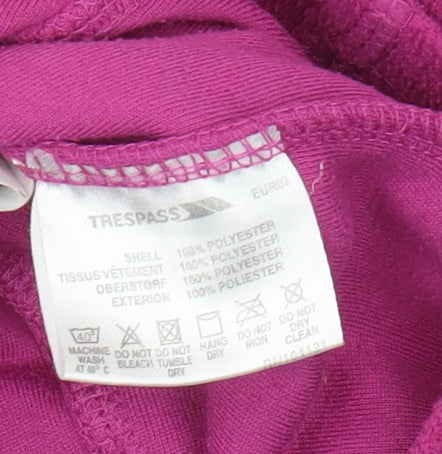 TRESPASS EUR02
SHELL 100% POLYESTER
TISSUS VÊTEMENT 100% POLYESTER
OBERSTORF 100% POLYESTER
EXTERIOR 100% POLIESTER
40°
MACHINE WASH AT 40° C
DO NOT BLEACH
DO NOT TUMBLE DRY
HANG DRY
DO NOT IRON
DO NOT DRY CLEAN